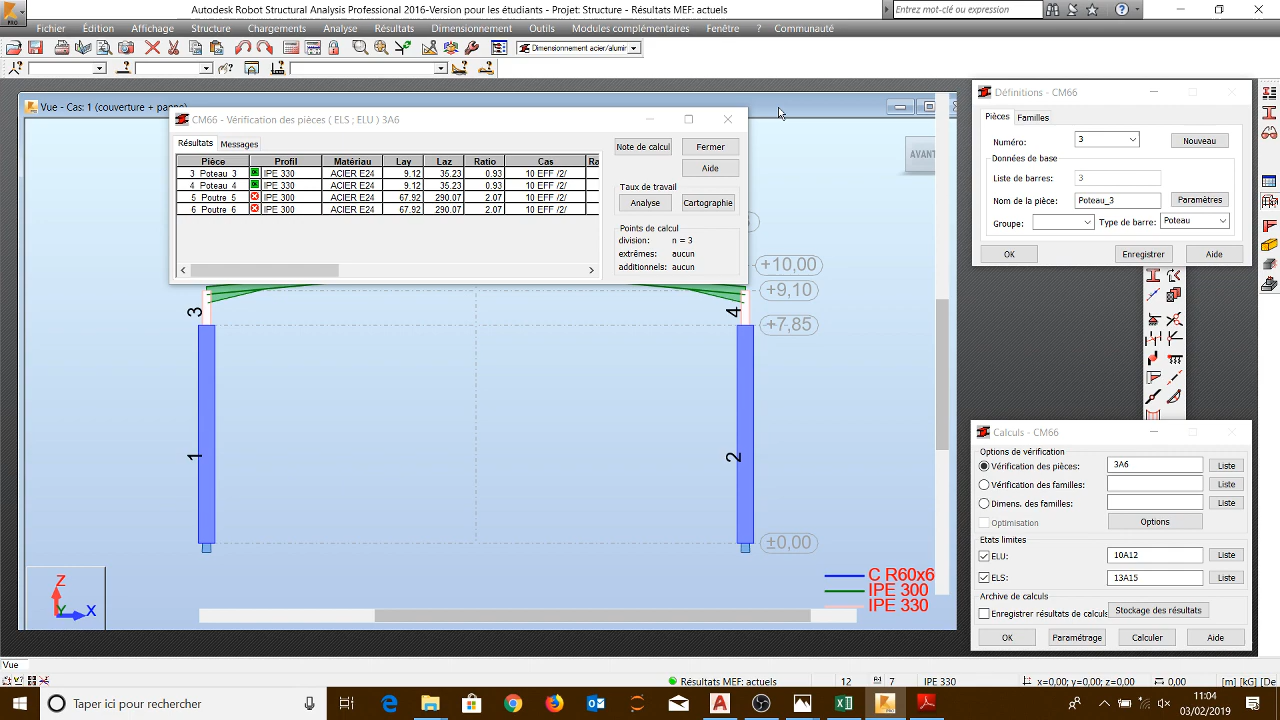 Autodesk Robot Structural Analysis Professional 2016-Version pour les étudiants - Projet: Structure - Résultats MEF: actuels
Entrez mot-clé ou expression
Fichier Edition Affichage Structure Chargements Analyse Résultats Dimensionnement Outils Modules complémentaires Fenêtre ? Communauté
Dimensionnement acier/alumin
Vue - Cas: 1 (couverture + panne)
CM66 - Vérification des pièces ( ELS ; ELU ) 3A6
Résultats Messages
Pièce Profil Matériau Lay Laz Ratio Cas Ra
3 Poteau_3 IPE 330 ACIER E24 9.12 35.23 0.93 10 EFF /2/
4 Poteau_4 IPE 330 ACIER E24 9.12 35.23 0.93 10 EFF /2/
5 Poutre_5 IPE 300 ACIER E24 67.92 290.07 2.07 10 EFF /2/
6 Poutre_6 IPE 300 ACIER E24 67.92 290.07 2.07 10 EFF /2/
Note de calcul Fermer
Aide
Taux de travail
Analyse Cartographie
Points de calcul
division: n = 3
extrêmes: aucun
additionnels: aucun
AVANT
+10,00
+9,10
3 4 +7,85
1 2
±0,00
Z
Y X
C R60x6
IPE 300
IPE 330
Définitions - CM66
Pièces Familles
Numéro: 3 Nouveau
Données de base
Liste de barres: 3
Nom de la pièce: Poteau_3 Paramètres
Groupe: Type de barre: Poteau
OK Enregistrer Aide
Calculs - CM66
Options de vérification
Vérification des pièces: 3A6 Liste
Vérification des familles: Liste
Dimens. des familles: Liste
Optimisation Options
Etats limites
ELU: 10A12 Liste
ELS: 13A15 Liste
Archive de calculs
Enregistrer résultats de calculs Stockage des résultats
OK Paramétrage Calculer Aide
Vue
Résultats MEF: actuels 12 7 IPE 330 x=0,00; y=0,00; z=0,00 0,00 [m] [kG] [De
Taper ici pour rechercher
11:04
03/02/2019